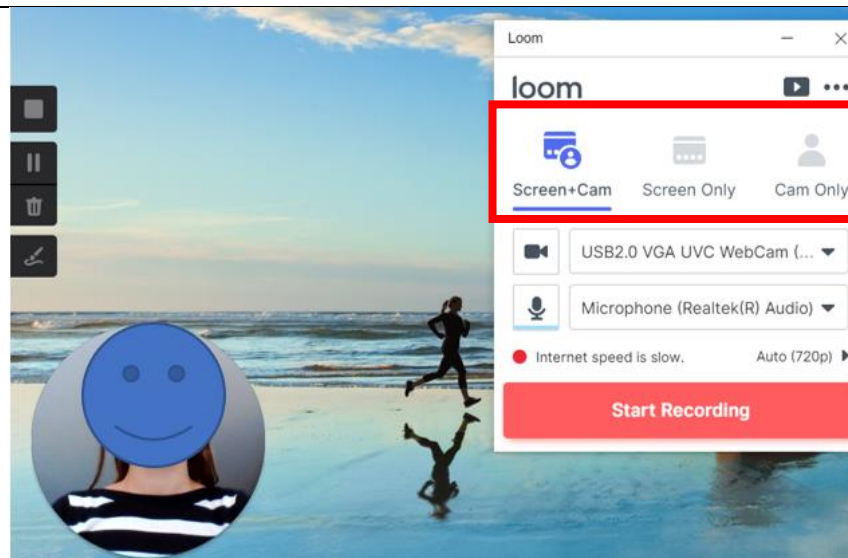 Loom
loom
Screen+Cam Screen Only Cam Only
USB2.0 VGA UVC WebCam (...
Microphone (Realtek(R) Audio)
Internet speed is slow. Auto (720p)
Start Recording